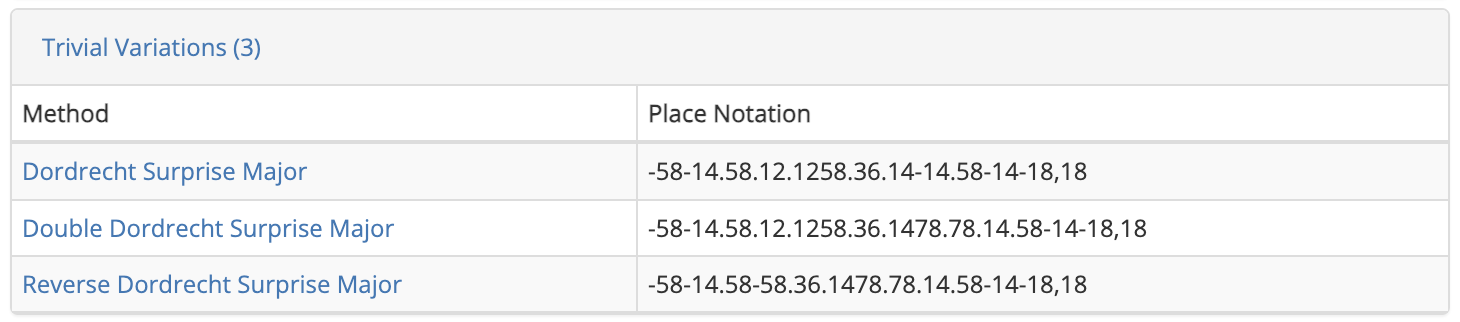 Trivial Variations (3)
Method Place Notation
Dordrecht Surprise Major -58-14.58.12.1258.36.14-14.58-14-18,18
Double Dordrecht Surprise Major -58-14.58.12.1258.36.1478.78.14.58-14-18,18
Reverse Dordrecht Surprise Major -58-14.58-58.36.1478.78.14.58-14-18,18